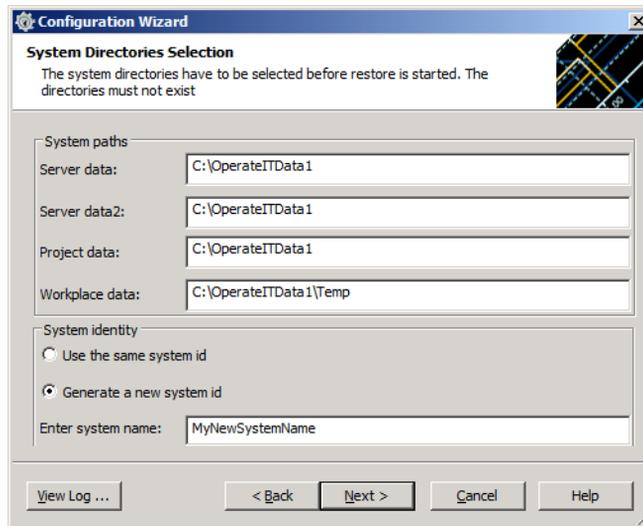 Configuration Wizard
System Directories Selection
The system directories have to be selected before restore is started. The
directories must not exist
System paths
Server data: C:\OperateITData1
Server data2: C:\OperateITData1
Project data: C:\OperateITData1
Workplace data: C:\OperateITData1\Temp
System identity
Use the same system id
Generate a new system id
Enter system name: MyNewSystemName
View Log ... < Back Next > Cancel Help